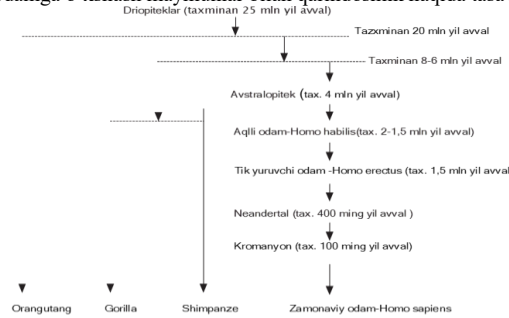 Driopiteklar (taxminan 25 mln yil avval)
Tazxminan 20 mln yil avval
Taxminan 8-6 mln yil avval
Avstralopitek (tax. 4 mln yil avval)
Aqlli odam-Homo habilis(tax. 2-1,5 mln yil avval)
Tik yuruvchi odam -Homo erectus (tax. 1,5 mln yil avval
Neandertal (tax. 400 ming yil avval )
Kromanyon (tax. 100 ming yil avval)
Orangutang Gorilla Shimpanze Zamonaviy odam-Homo sapiens